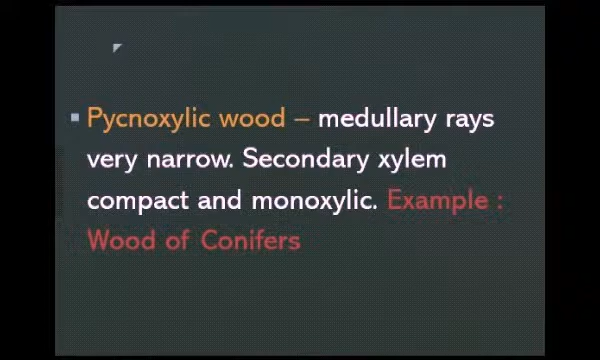 Pycnoxylic wood – medullary rays
very narrow. Secondary xylem
compact and monoxylic. Example :
Wood of Conifers